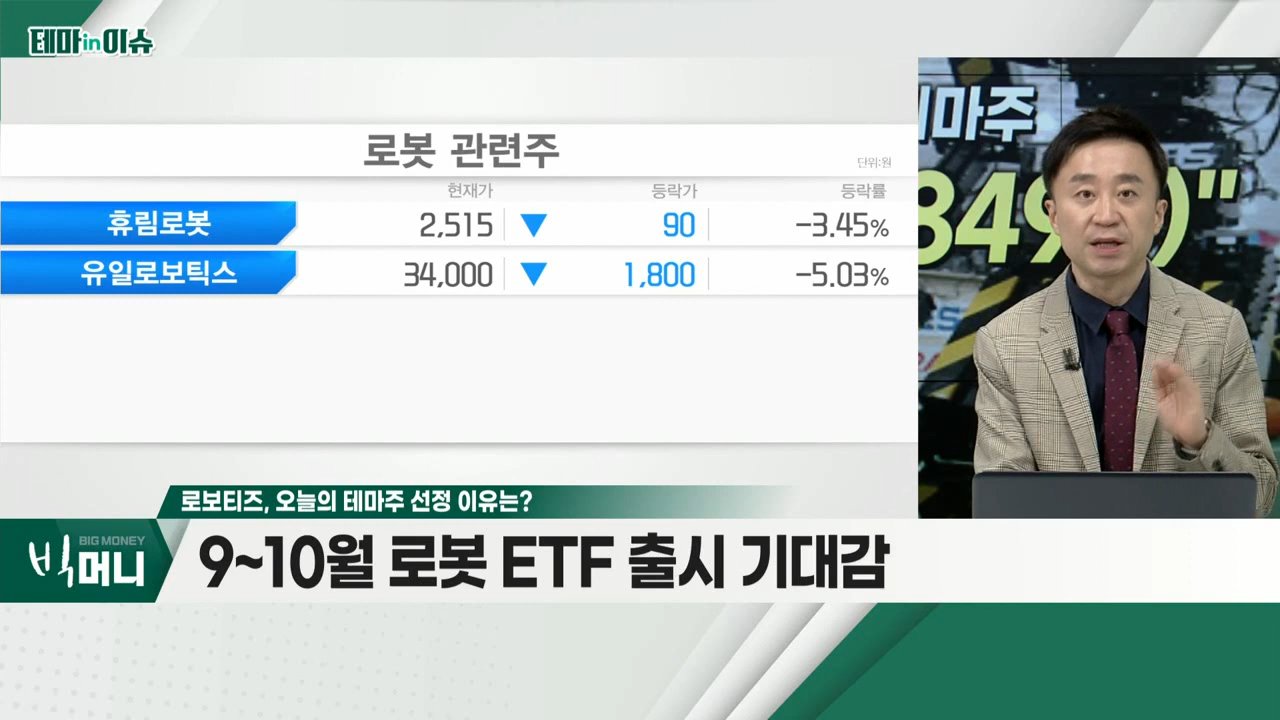 테마in이슈
로봇 관련주
단위:원
현재가 등락가 등락률
휴림로봇 2,515 ▼ 90 -3.45%
유일로보틱스 34,000 ▼ 1,800 -5.03%
마주
349
)"
로보티즈, 오늘의 테마주 선정 이유는?
BIG MONEY
빅머니
9~10월 로봇 ETF 출시 기대감